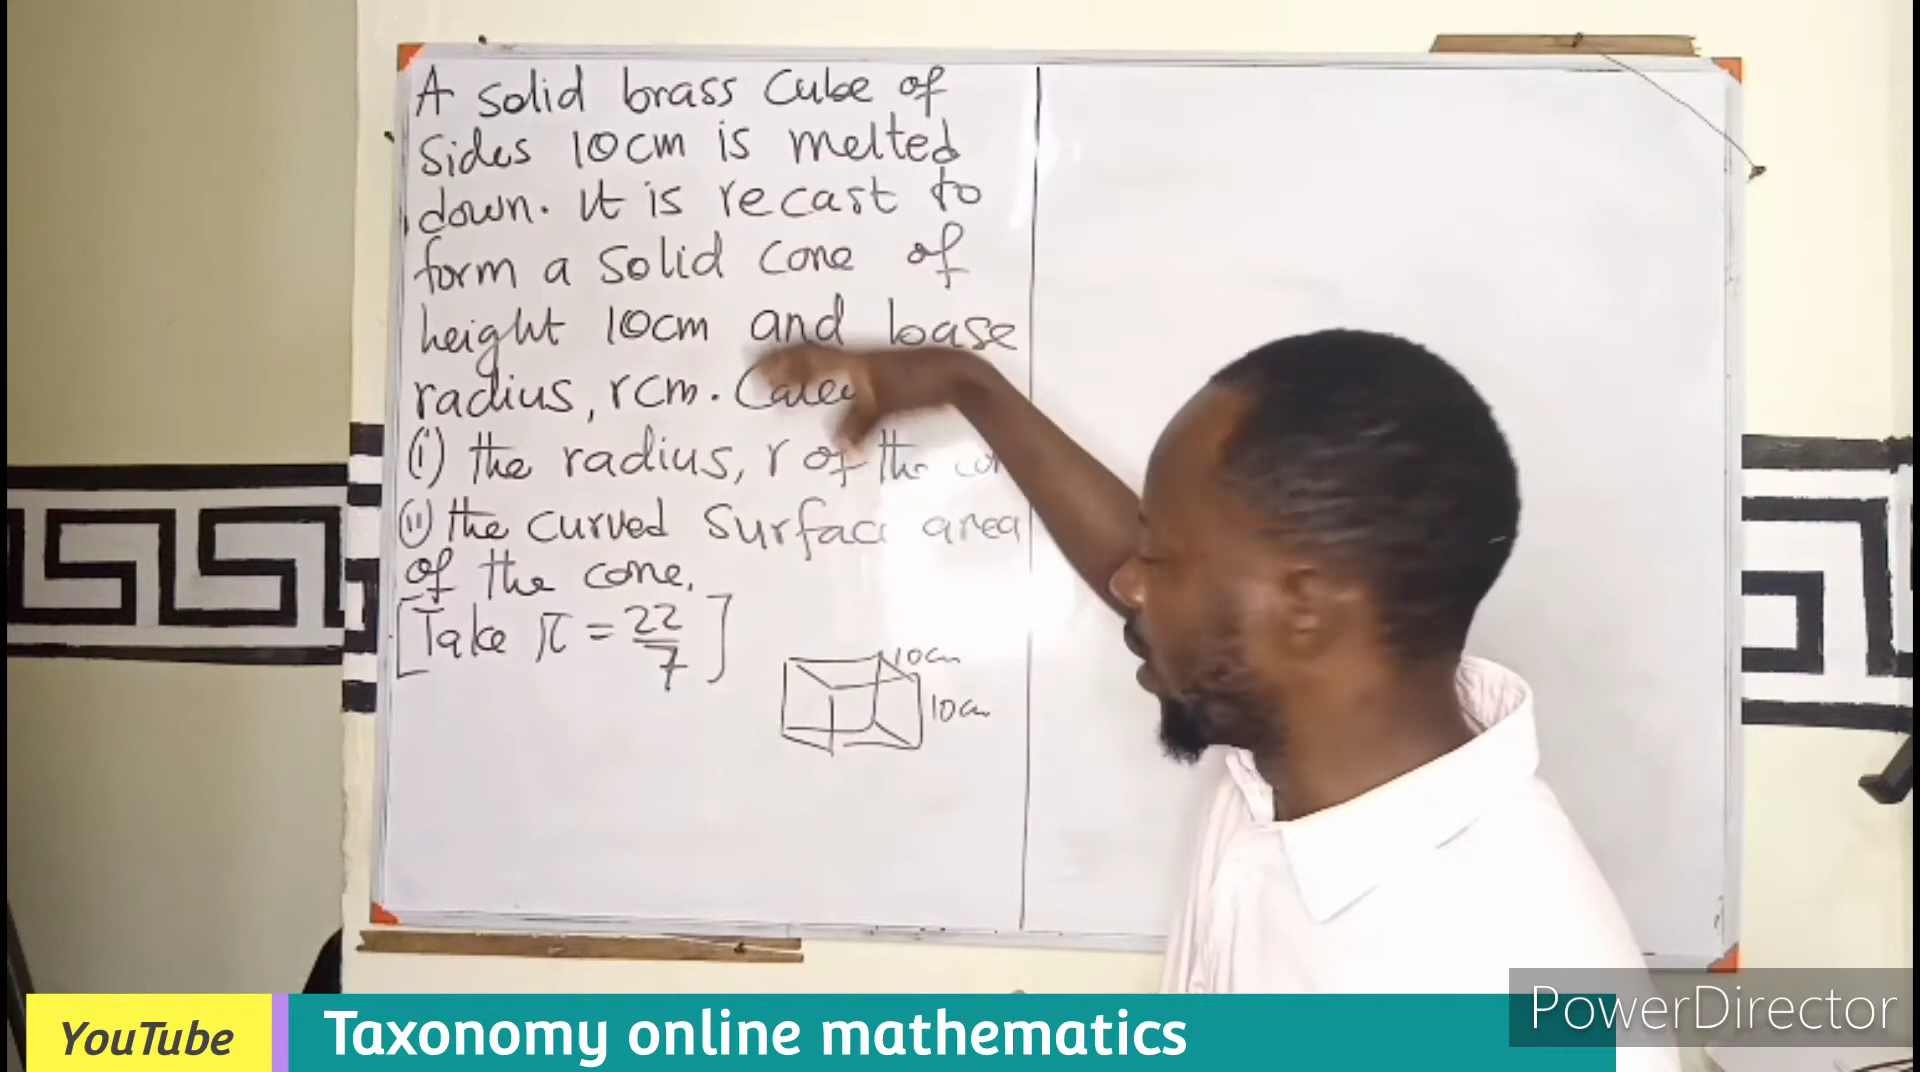 A solid brass cube of
sides 10cm is melted
down. It is recast to
form a solid cone of
height 10cm and base
radius, r cm.
(i) the radius, r of the
(ii) the curved surface area
of the cone.
[Take π = 22/7]
10cm
10cm
YouTube
Taxonomy online mathematics
PowerDirector